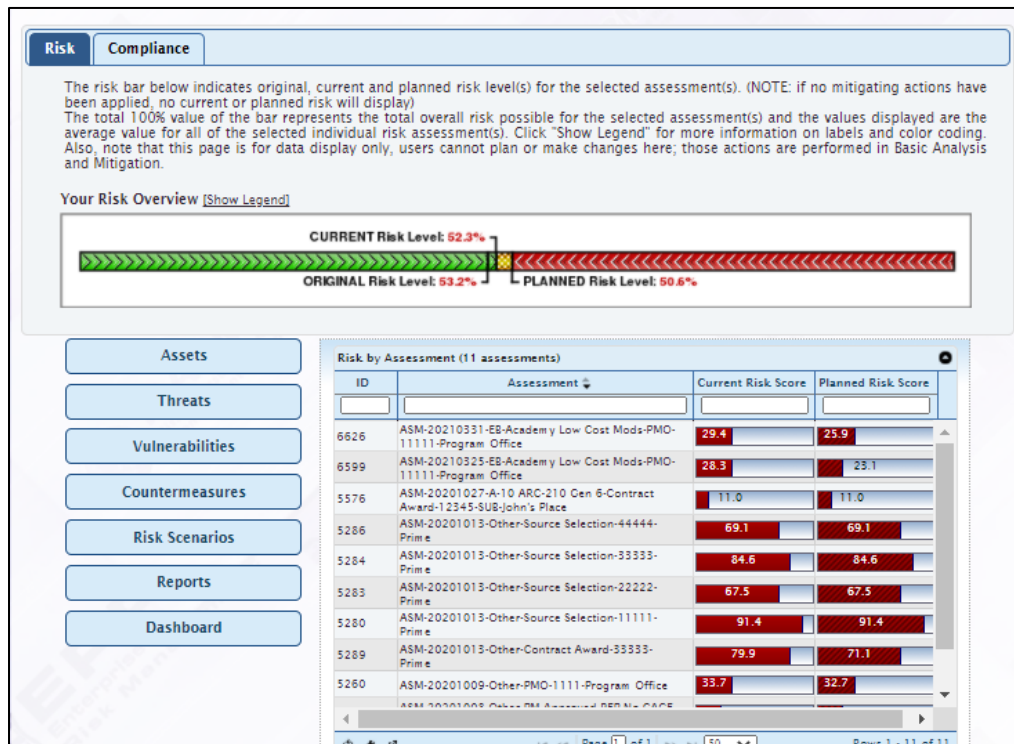 Risk
Compliance
The risk bar below indicates original, current and planned risk level(s) for the selected assessment(s). (NOTE: if no mitigating actions have
been applied, no current or planned risk will display)
The total 100% value of the bar represents the total overall risk possible for the selected assessment(s) and the values displayed are the
average value for all of the selected individual risk assessment(s). Click "Show Legend" for more information on labels and color coding.
Also, note that this page is for data display only, users cannot plan or make changes here; those actions are performed in Basic Analysis
and Mitigation.
Your Risk Overview [Show Legend]
CURRENT Risk Level: 52.3%
ORIGINAL Risk Level: 53.2%
PLANNED Risk Level: 50.6%
Assets
Threats
Vulnerabilities
Countermeasures
Risk Scenarios
Reports
Dashboard
Risk by Assessment (11 assessments)
ID Assessment Current Risk Score Planned Risk Score
6626 ASM-20210331-EB-Academy Low Cost Mods-PMO- 29.4 25.9
11111-Program Office
6599 ASM-20210325-EB-Academy Low Cost Mods-PMO- 28.3 23.1
11111-Program Office
5576 ASM-20201027-A-10 ARC-210 Gen 6-Contract 11.0 11.0
Award-12345-SUB-John's Place
5286 ASM-20201013-Other-Source Selection-44444- 69.1 69.1
Prime
5284 ASM-20201013-Other-Source Selection-33333- 84.6 84.6
Prime
5283 ASM-20201013-Other-Source Selection-22222- 67.5 67.5
Prime
5280 ASM-20201013-Other-Source Selection-11111- 91.4 91.4
Prime
5289 ASM-20201013-Other-Contract Award-33333- 79.9 71.1
Prime
5260 ASM-20201009-Other-PMO-1111-Program Office 33.7 32.7
Page 1 of 1 50 Rows 1 - 11 of 11